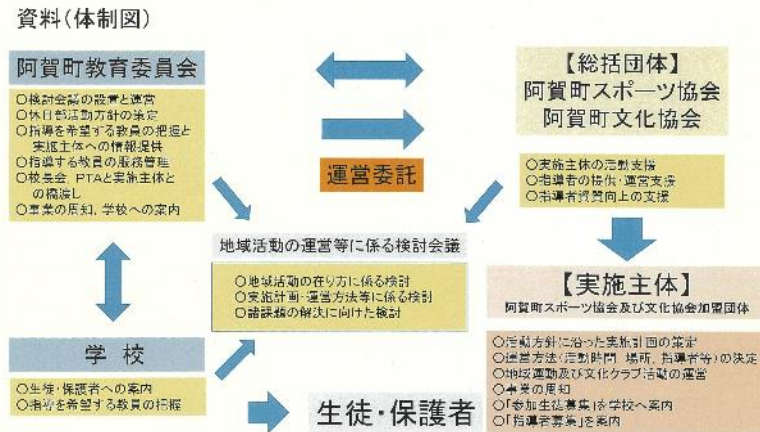 資料(体制図)
阿賀町教育委員会
○検討会議の設置と運営
○休日部活動方針の策定
○指導を希望する教員の把握と
実施主体への情報提供
○指導する教員の服務管理
○校長会、PTAと実施主体と
の橋渡し
○事業の周知、学校への案内
運営委託
【総括団体】
阿賀町スポーツ協会
阿賀町文化協会
○実施主体の活動支援
○指導者の提供・運営支援
○指導者資質向上の支援
地域活動の運営等に係る検討会議
○地域活動の在り方に係る検討
○実施計画・運営方法等に係る検討
○諸課題の解決に向けた検討
【実施主体】
阿賀町スポーツ協会及び文化協会加盟団体
○活動方針に沿った実施計画の策定
○運営方法(活動時間、場所、指導者等)の決定
○地域運動及び文化クラブ活動の運営
○事業の周知
○「参加生徒募集」を学校へ案内
○「指導者募集」を案内
学 校
○生徒・保護者への案内
○指導を希望する教員の把握
生徒・保護者